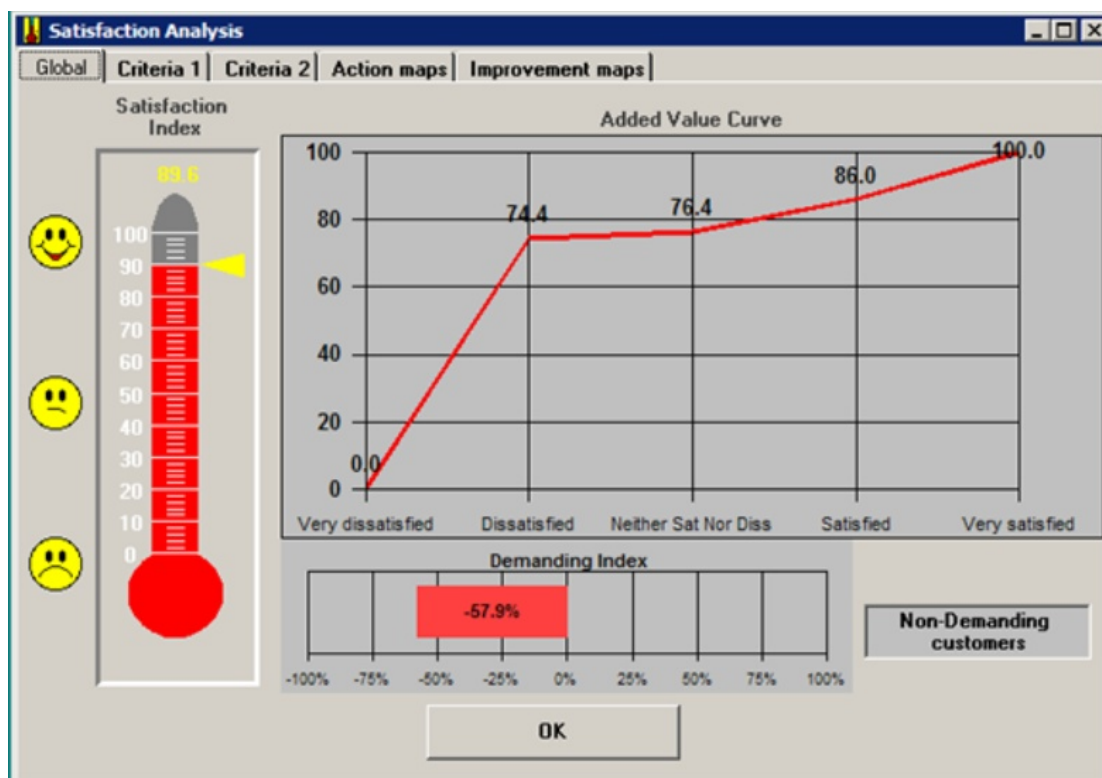 Satisfaction Analysis
Global Criteria 1 Criteria 2 Action maps Improvement maps
Satisfaction
Index
89.6
100
90
80
70
60
50
40
30
20
10
0
Added Value Curve
100
80
60
40
20
0
0.0
74.4
76.4
86.0
100.0
Very dissatisfied Dissatisfied Neither Sat Nor Diss Satisfied Very satisfied
Demanding Index
-57.9%
-100% -75% -50% -25% 0% 25% 50% 75% 100%
Non-Demanding
customers
OK